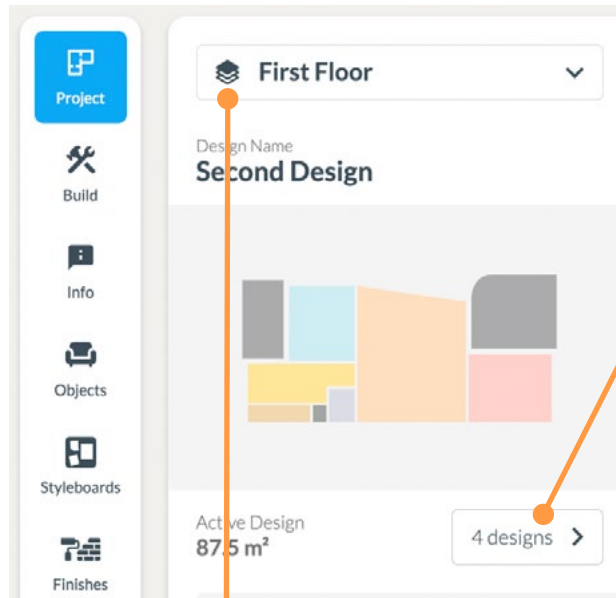 Project
Build
Info
Objects
Styleboards
Finishes
First Floor
Design Name
Second Design
Active Design
87.5 m²
4 designs